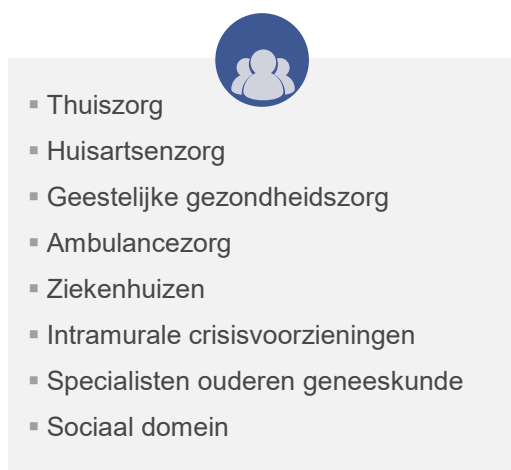 ▪ Thuiszorg
▪ Huisartsenzorg
▪ Geestelijke gezondheidszorg
▪ Ambulancezorg
▪ Ziekenhuizen
▪ Intramurale crisisvoorzieningen
▪ Specialisten ouderen geneeskunde
▪ Sociaal domein